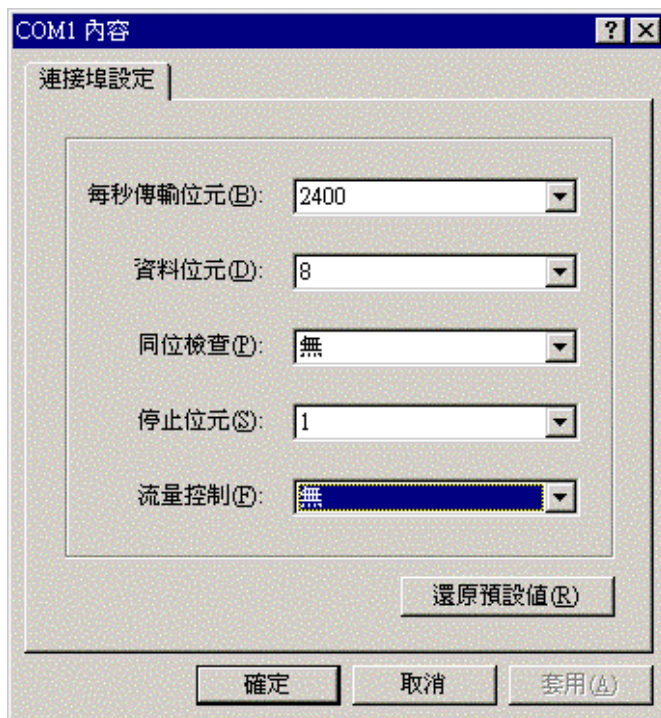 COM1 內容
連接埠設定
每秒傳輸位元(B): 2400
資料位元(D): 8
同位檢查(P): 無
停止位元(S): 1
流量控制(F): 無
還原預設值(R)
確定 取消 套用(A)